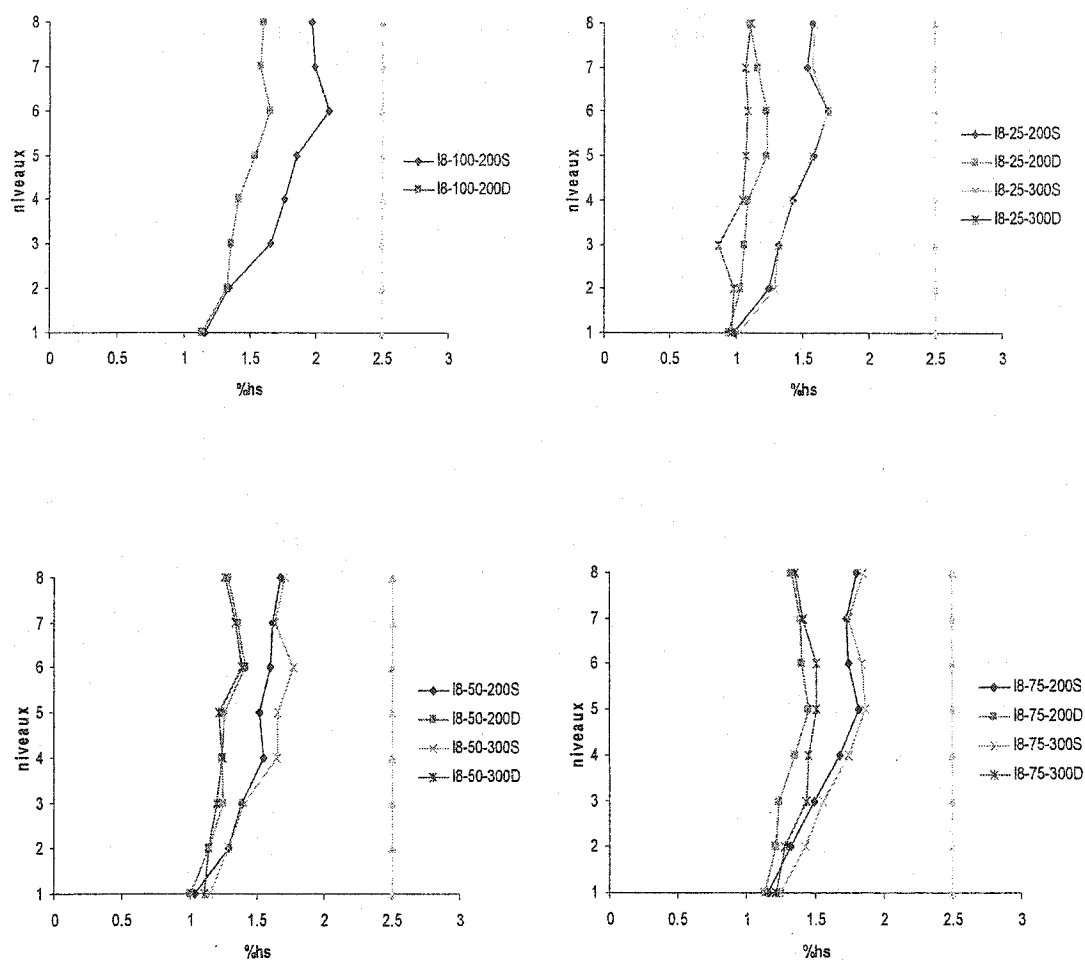 8
7
6
5
4
3
2
1
niveaux
0 0.5 1 1.5 2 2.5 3
%hs
I8-100-200S
I8-100-200D
8
7
6
5
4
3
2
1
niveaux
0 0.5 1 1.5 2 2.5 3
%hs
I8-25-200S
I8-25-200D
I8-25-300S
I8-25-300D
8
7
6
5
4
3
2
1
niveaux
0 0.5 1 1.5 2 2.5 3
%hs
I8-50-200S
I8-50-200D
I8-50-300S
I8-50-300D
8
7
6
5
4
3
2
1
niveaux
0 0.5 1 1.5 2 2.5 3
%hs
I8-75-200S
I8-75-200D
I8-75-300S
I8-75-300D